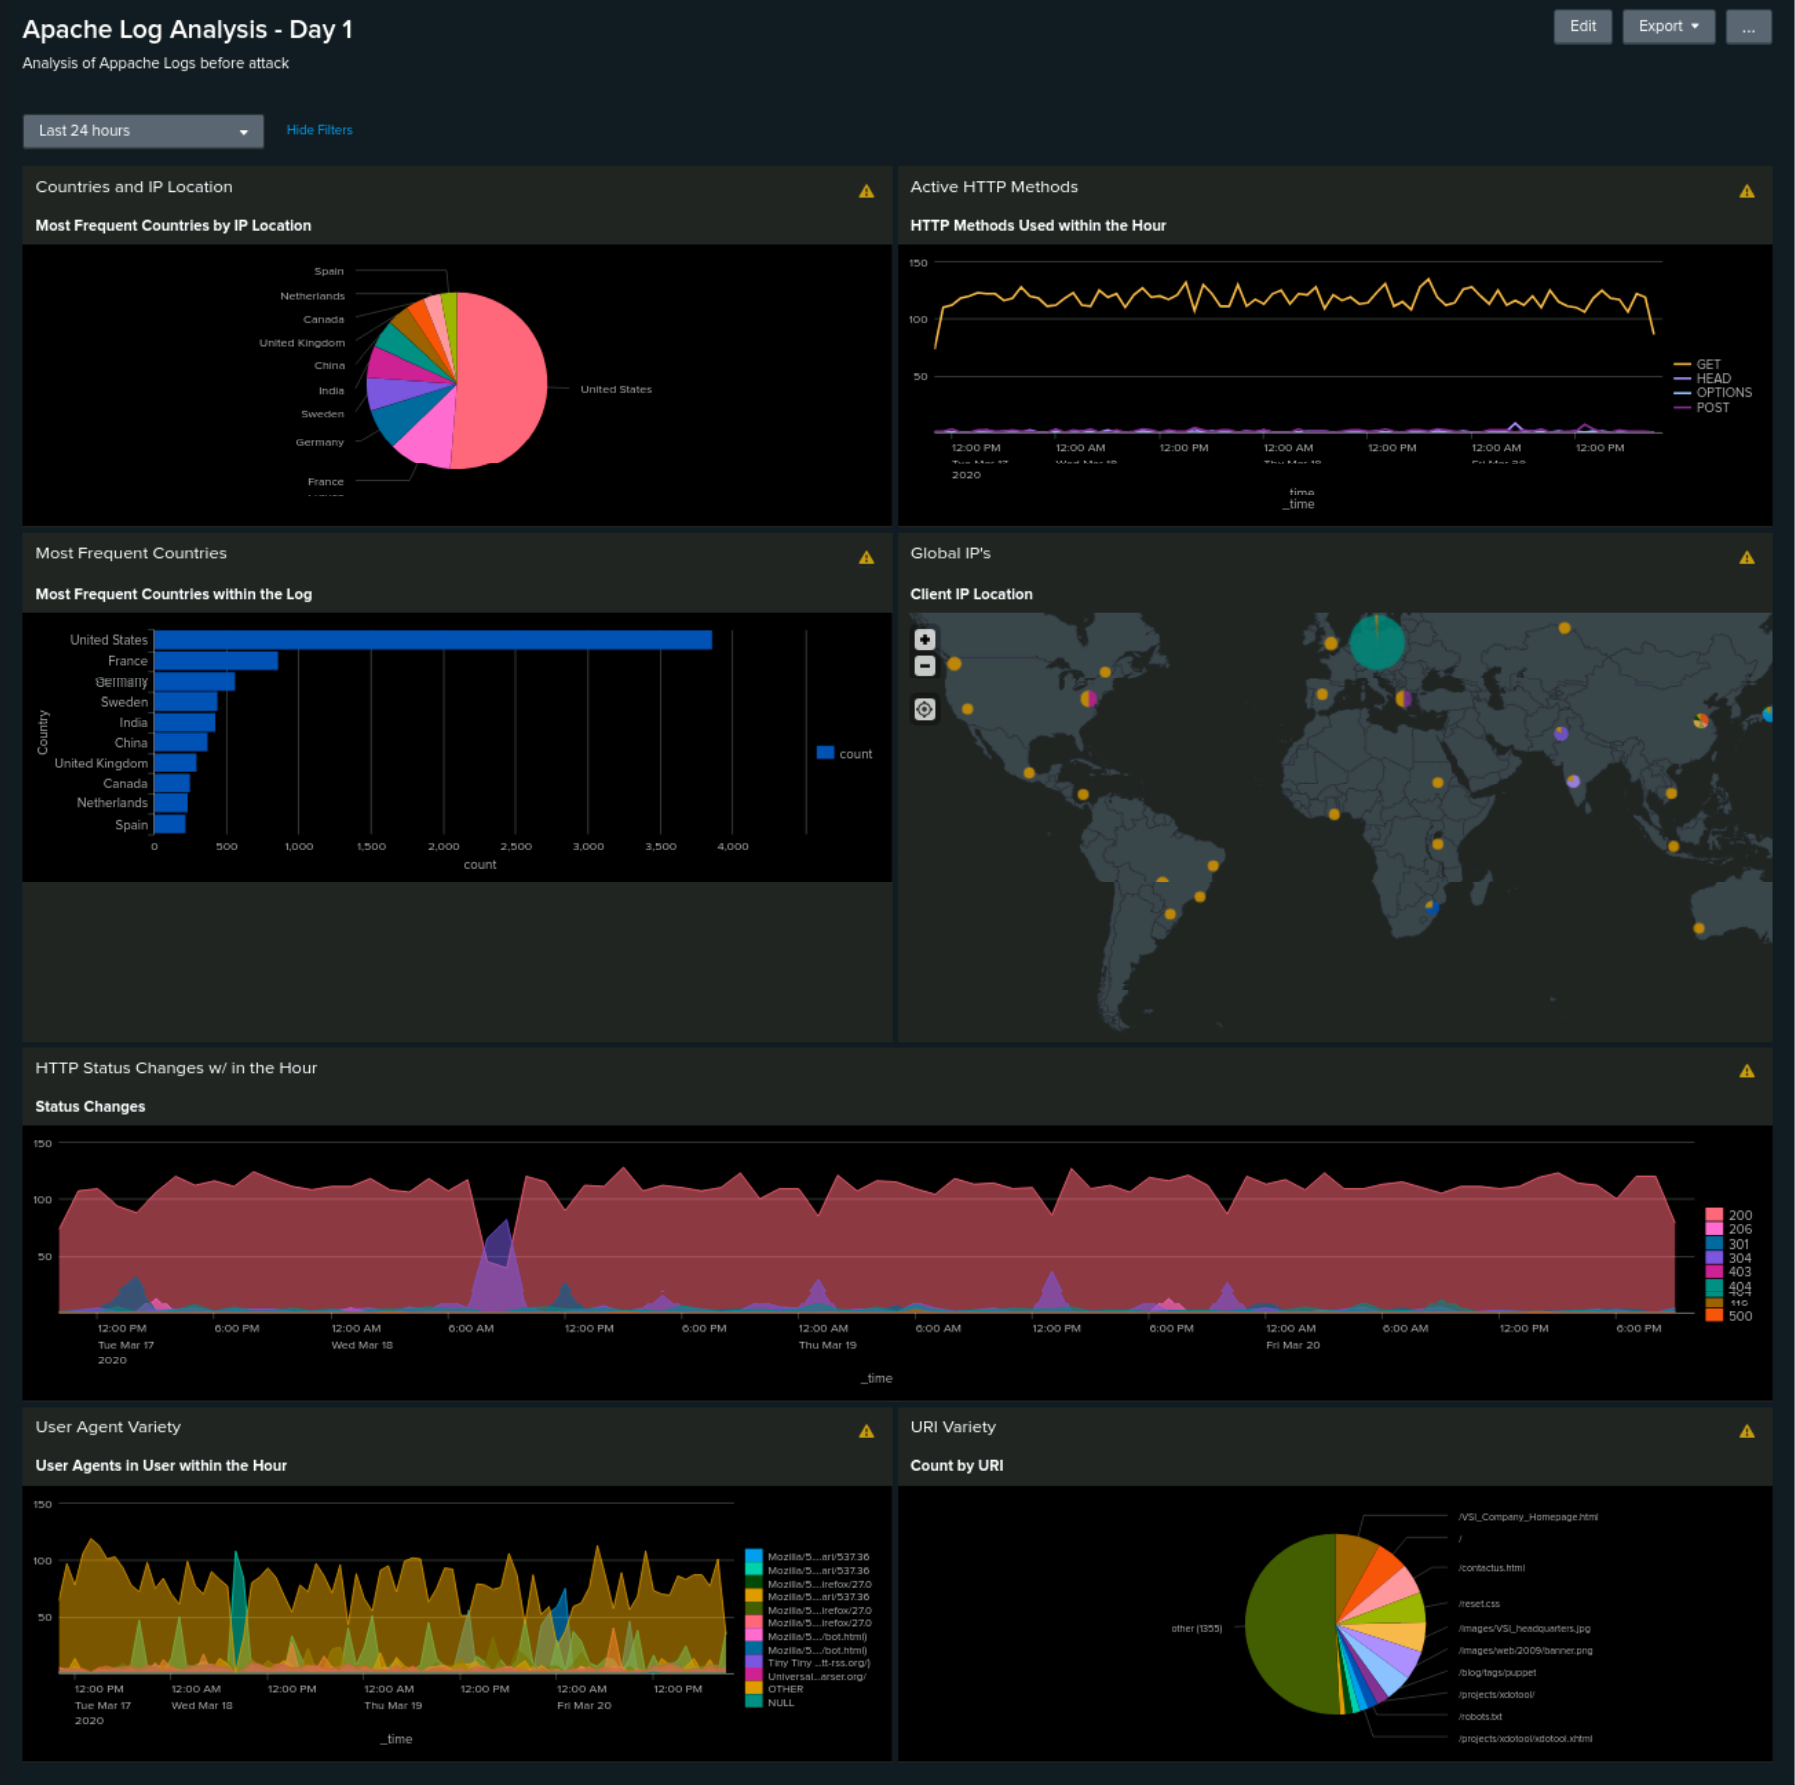 Apache Log Analysis - Day 1
Edit
Export
...
Analysis of Appache Logs before attack
Last 24 hours
Hide Filters
Countries and IP Location
Most Frequent Countries by IP Location
Spain
Netherlands
Canada
United Kingdom
China
India
Sweden
Germany
France
United States
Active HTTP Methods
HTTP Methods Used within the Hour
150
100
50
GET
HEAD
OPTIONS
POST
12:00 PM
12:00 AM
12:00 PM
12:00 AM
12:00 PM
12:00 AM
12:00 PM
2020
_time
Most Frequent Countries
Most Frequent Countries within the Log
Country
United States
France
Germany
Sweden
India
China
United Kingdom
Canada
Netherlands
Spain
0 500 1,000 1,500 2,000 2,500 3,000 3,500 4,000
count
count
Global IP's
Client IP Location
HTTP Status Changes w/ in the Hour
Status Changes
150
100
50
200
206
301
304
403
404
500
12:00 PM 6:00 PM 12:00 AM 6:00 AM 12:00 PM 6:00 PM 12:00 AM 6:00 AM 12:00 PM 6:00 PM 12:00 AM 6:00 AM 12:00 PM 6:00 PM
Tue Mar 17 Wed Mar 18 Thu Mar 19 Fri Mar 20
2020
_time
User Agent Variety
User Agents in User within the Hour
150
100
50
Mozilla/5....ari/537.36
Mozilla/5....ari/537.36
Mozilla/5....irefox/27.0
Mozilla/5....ari/537.36
Mozilla/5....irefox/27.0
Mozilla/5....irefox/27.0
Mozilla/5..../bot.html)
Mozilla/5..../bot.html)
Tiny Tiny ...tt-rss.org/)
Universal...arser.org/
OTHER
NULL
12:00 PM 12:00 AM 12:00 PM 12:00 AM 12:00 PM 12:00 AM 12:00 PM
Tue Mar 17 Wed Mar 18 Thu Mar 19 Fri Mar 20
2020
_time
URI Variety
Count by URI
/VSI_Company_Homepage.html
/
/contactus.html
/reset.css
/images/VSI_headquarters.jpg
/images/web/2009/banner.png
/blog/tags/puppet
/projects/xdotool/
/robots.txt
/projects/xdotool/xdotool.xhtml
other (1355)